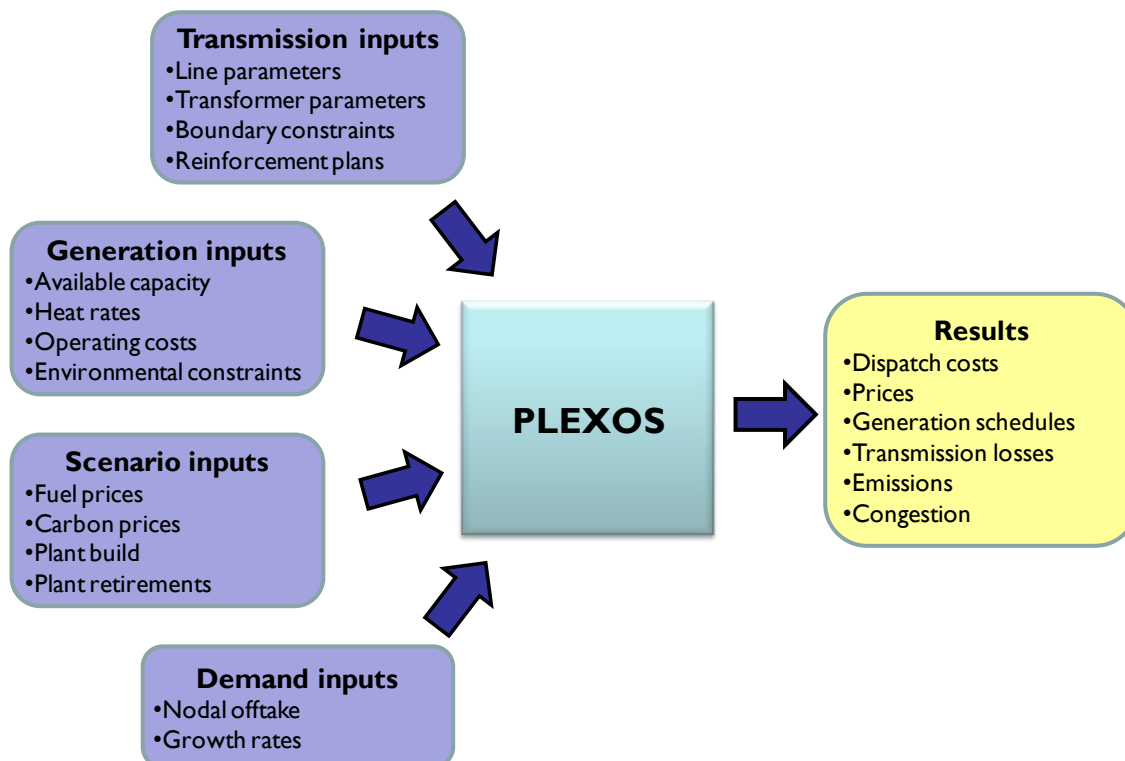 Transmission inputs
•Line parameters
•Transformer parameters
•Boundary constraints
•Reinforcement plans
Generation inputs
•Available capacity
•Heat rates
•Operating costs
•Environmental constraints
Scenario inputs
•Fuel prices
•Carbon prices
•Plant build
•Plant retirements
Demand inputs
•Nodal offtake
•Growth rates
PLEXOS
Results
•Dispatch costs
•Prices
•Generation schedules
•Transmission losses
•Emissions
•Congestion